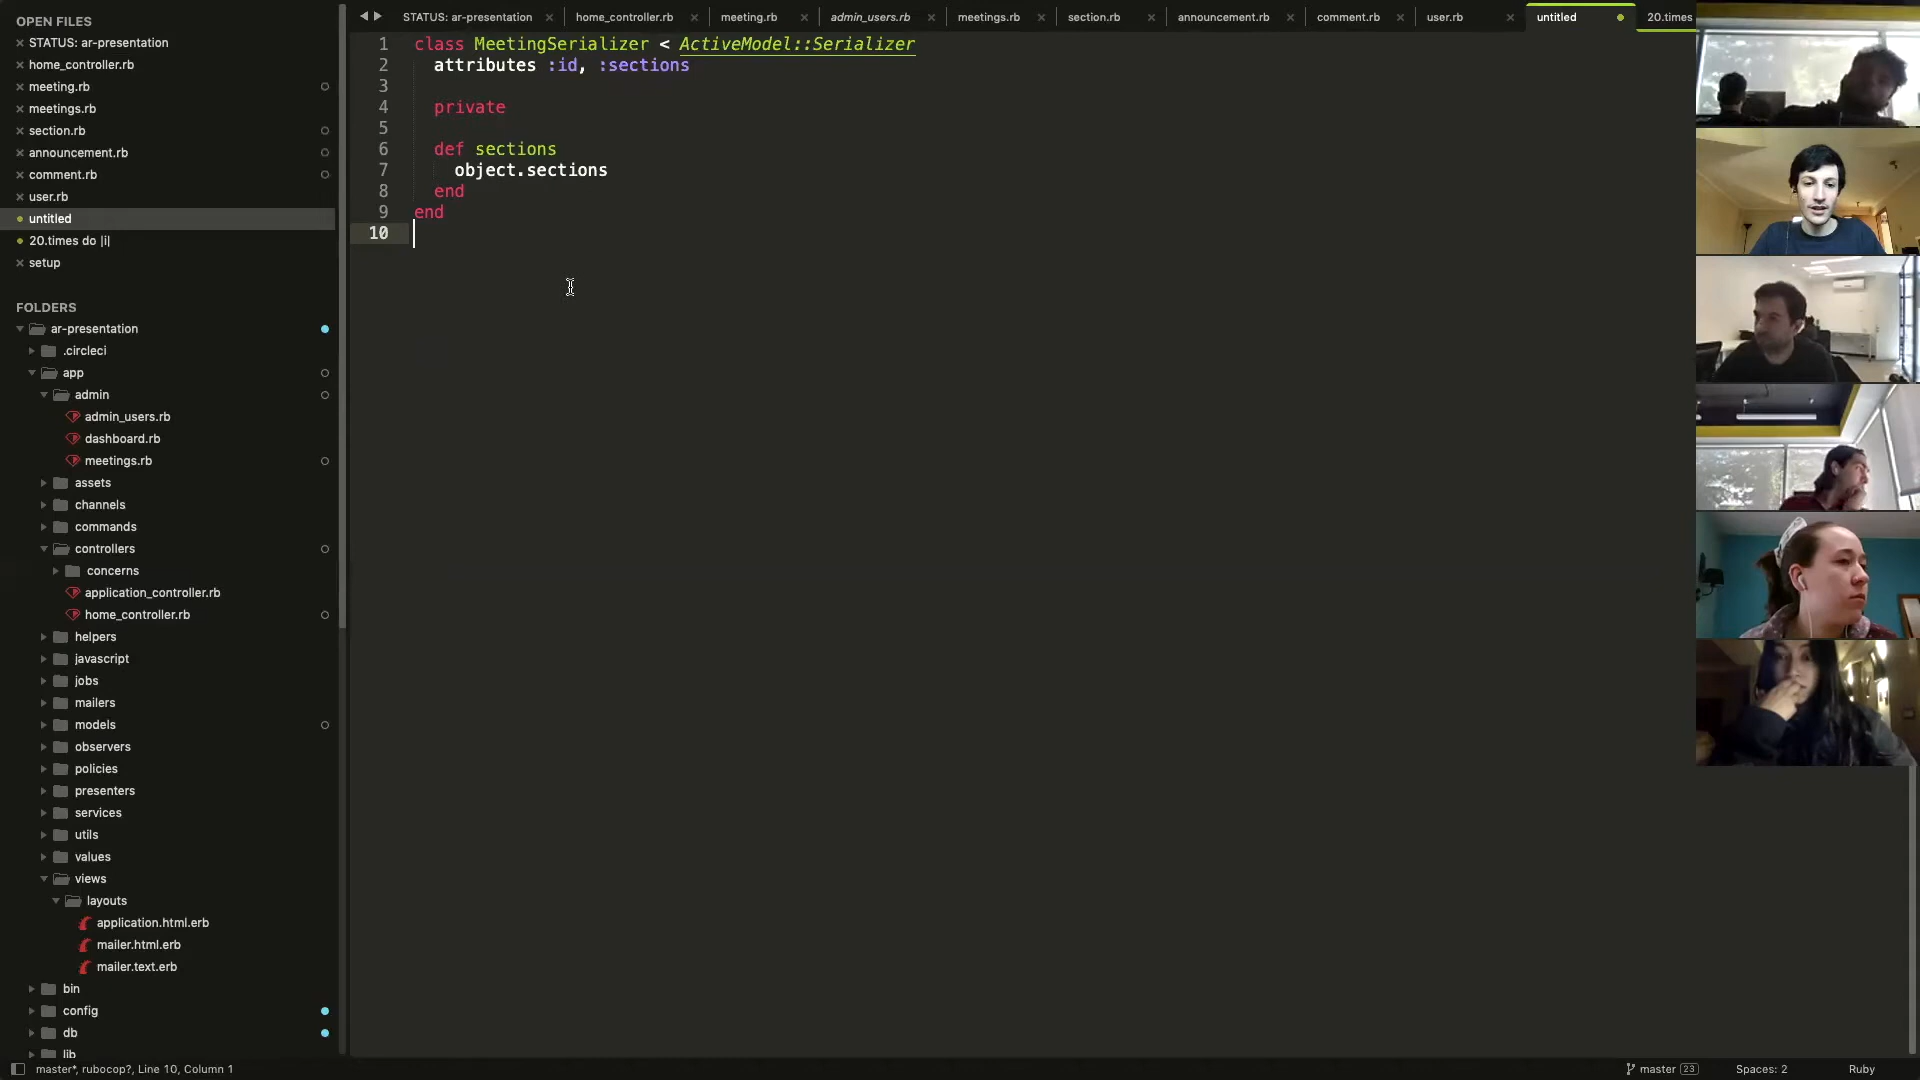 OPEN FILES
STATUS: ar-presentation
home_controller.rb
meeting.rb
meetings.rb
section.rb
announcement.rb
comment.rb
user.rb
untitled
20.times do |i|
setup
FOLDERS
ar-presentation
.circleci
app
admin
admin_users.rb
dashboard.rb
meetings.rb
assets
channels
commands
controllers
concerns
application_controller.rb
home_controller.rb
helpers
javascript
jobs
mailers
models
observers
policies
presenters
services
utils
values
views
layouts
application.html.erb
mailer.html.erb
mailer.text.erb
bin
config
db
lib
STATUS: ar-presentation home_controller.rb meeting.rb admin_users.rb meetings.rb section.rb announcement.rb comment.rb user.rb untitled 20.times
1 class MeetingSerializer < ActiveModel::Serializer
2 attributes :id, :sections
3
4 private
5
6 def sections
7 object.sections
8 end
9 end
10
master*, rubocop?, Line 10, Column 1 master 23 Spaces: 2 Ruby